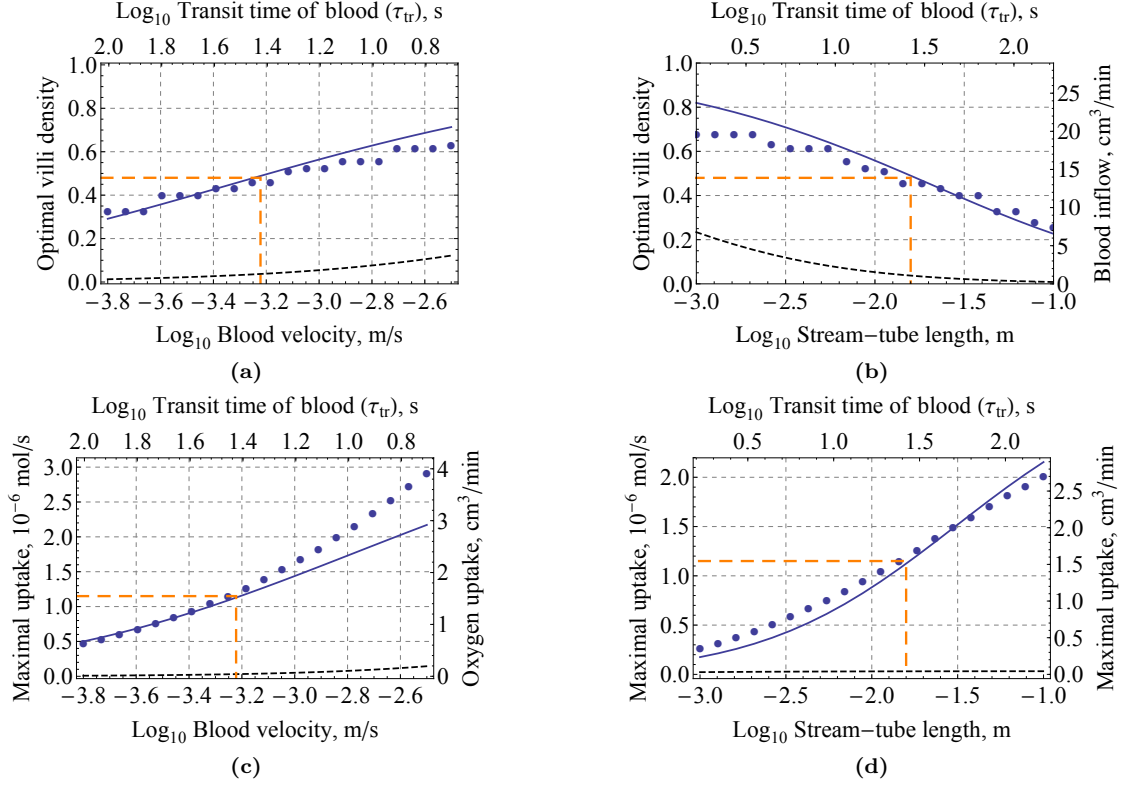 Log10 Transit time of blood (τtr), s
2.0 1.8 1.6 1.4 1.2 1.0 0.8
Optimal villi density
1.0
0.8
0.6
0.4
0.2
0.0
−3.8 −3.6 −3.4 −3.2 −3.0 −2.8 −2.6
Log10 Blood velocity, m/s
(a)
Log10 Transit time of blood (τtr), s
0.5 1.0 1.5 2.0
Optimal villi density
1.0
0.8
0.6
0.4
0.2
0.0
Blood inflow, cm3/min
20
15
10
5
0
−3.0 −2.5 −2.0 −1.5 −1.0
Log10 Stream−tube length, m
(b)
Log10 Transit time of blood (τtr), s
2.0 1.8 1.6 1.4 1.2 1.0 0.8
Maximal uptake, 10−6 mol/s
3.0
2.5
2.0
1.5
1.0
0.5
0.0
Oxygen uptake, cm3/min
4
3
2
1
0
−3.8 −3.6 −3.4 −3.2 −3.0 −2.8 −2.6
Log10 Blood velocity, m/s
(c)
Log10 Transit time of blood (τtr), s
0.5 1.0 1.5 2.0
Maximal uptake, 10−6 mol/s
2.0
1.5
1.0
0.5
0.0
Maximal uptake, cm3/min
2.5
2.0
1.5
1.0
0.5
0.0
−3.0 −2.5 −2.0 −1.5 −1.0
Log10 Stream−tube length, m
(d)